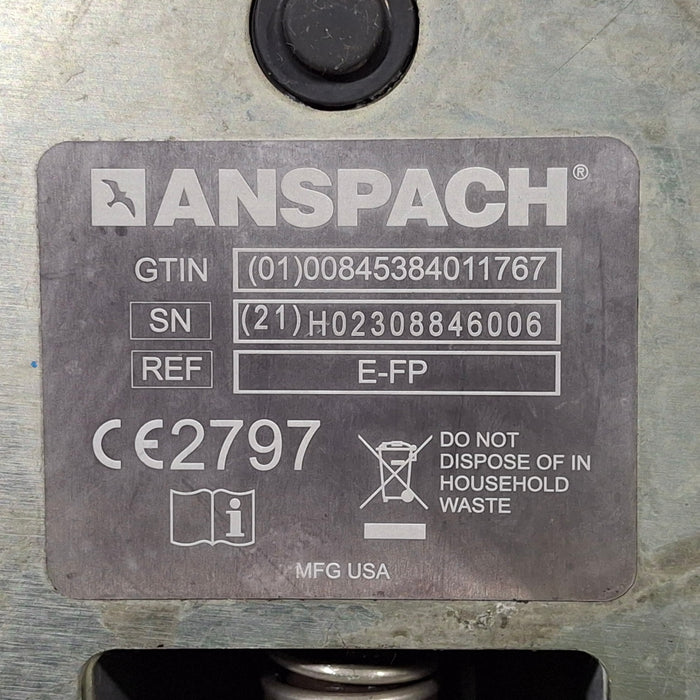 ANSPACH®
GTIN (01)00845384011767
SN (21)H02308846006
REF E-FP
CE2797
DO NOT
DISPOSE OF IN
HOUSEHOLD
WASTE
i
MFG USA